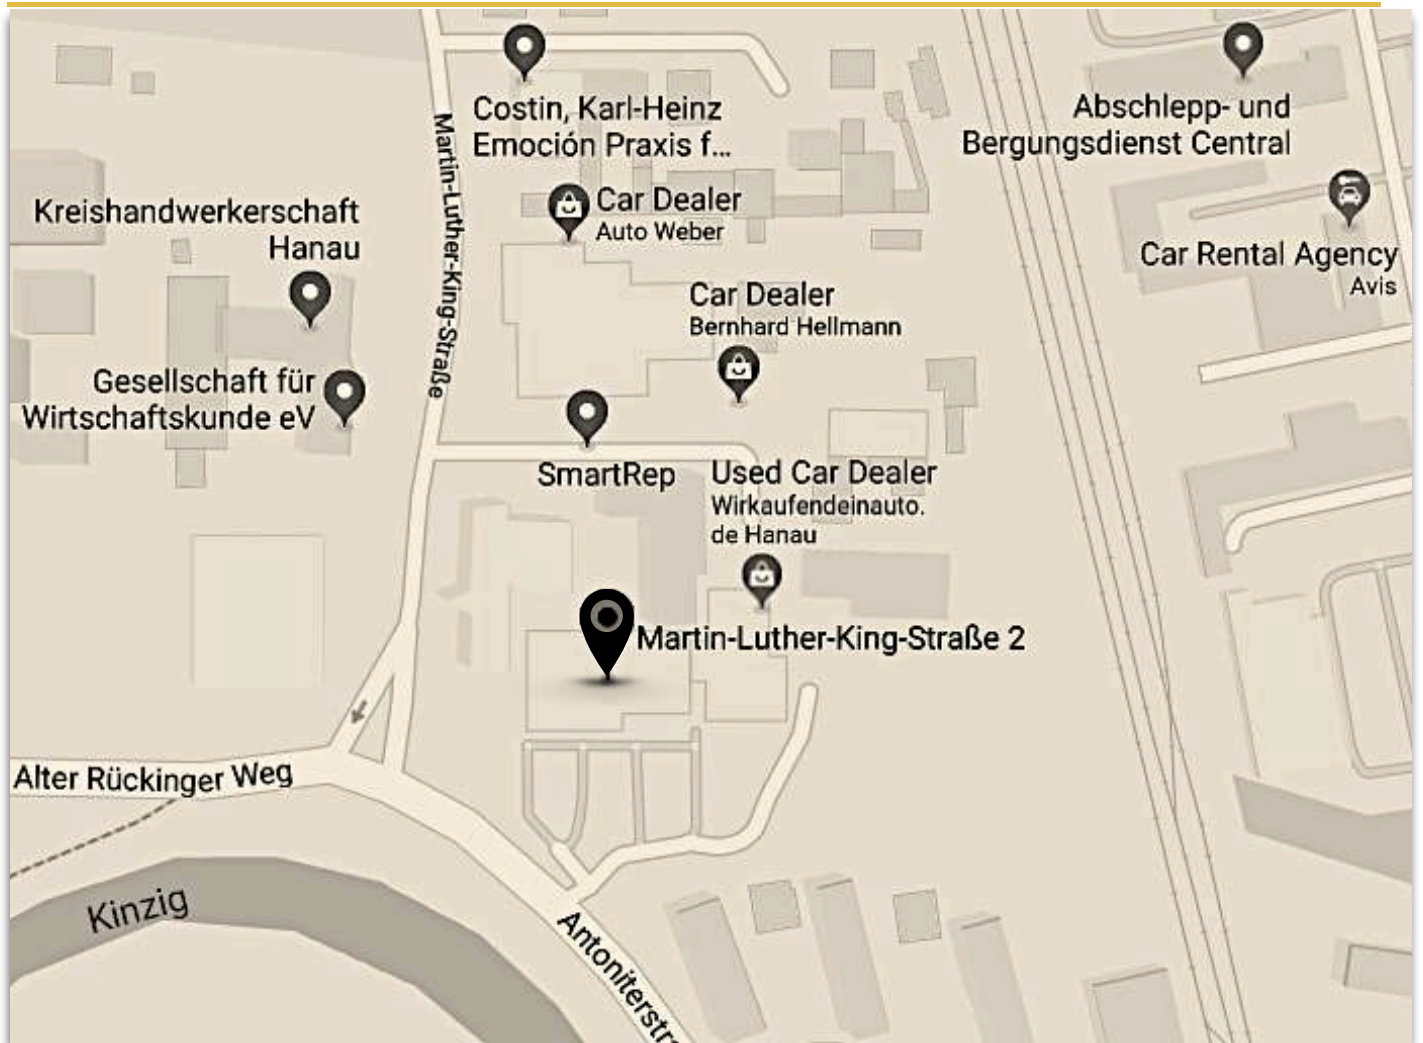 Costin, Karl-Heinz
Emoción Praxis f...
Abschlepp- und
Bergungsdienst Central
Martin-Luther-King-Straße
Kreishandwerkerschaft
Hanau
Car Dealer
Auto Weber
Car Rental Agency
Avis
Car Dealer
Bernhard Hellmann
Gesellschaft für
Wirtschaftskunde eV
SmartRep
Used Car Dealer
Wirkaufendeinauto.
de Hanau
Martin-Luther-King-Straße 2
Alter Rückinger Weg
Kinzig
Antoniterstra